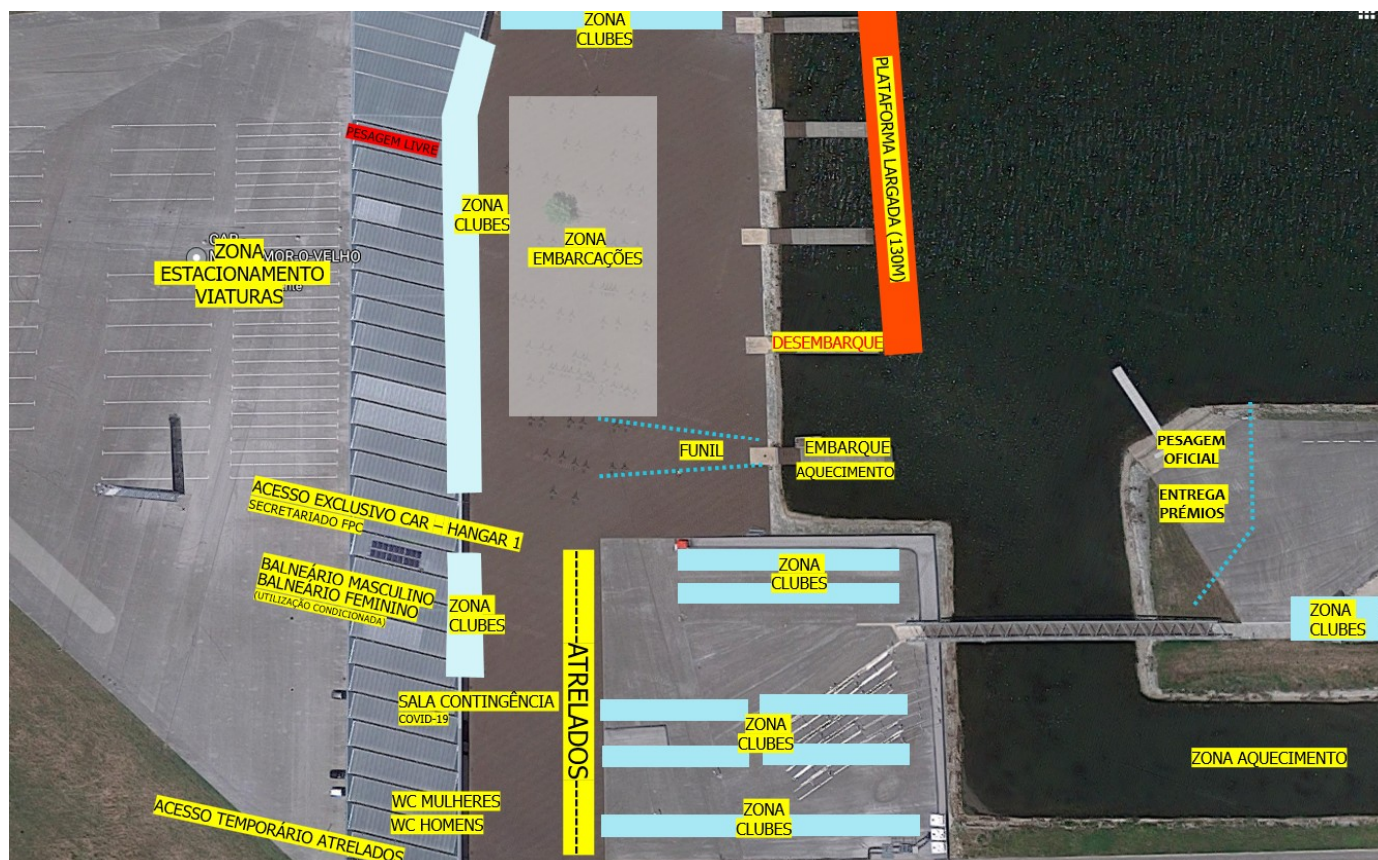 ZONA
CLUBES
PLATAFORMA LARGADA (130M)
PESAGEM LIVRE
ZONA
CLUBES
ZONA
EMBARCAÇÕES
ZONA
ESTACIONAMENTO
VIATURAS
CAR
MOR-O-VELHO
DESEMBARQUE
FUNIL
EMBARQUE
AQUECIMENTO
PESAGEM
OFICIAL
ENTREGA
PRÉMIOS
ACESSO EXCLUSIVO CAR – HANGAR 1
SECRETARIADO FPC
BALNEÁRIO MASCULINO
BALNEÁRIO FEMININO
(UTILIZAÇÃO CONDICIONADA)
ZONA
CLUBES
ZONA
CLUBES
ZONA
CLUBES
ATRELADOS
SALA CONTINGÊNCIA
COVID-19
ZONA
CLUBES
ZONA AQUECIMENTO
WC MULHERES
WC HOMENS
ZONA
CLUBES
ACESSO TEMPORÁRIO ATRELADOS